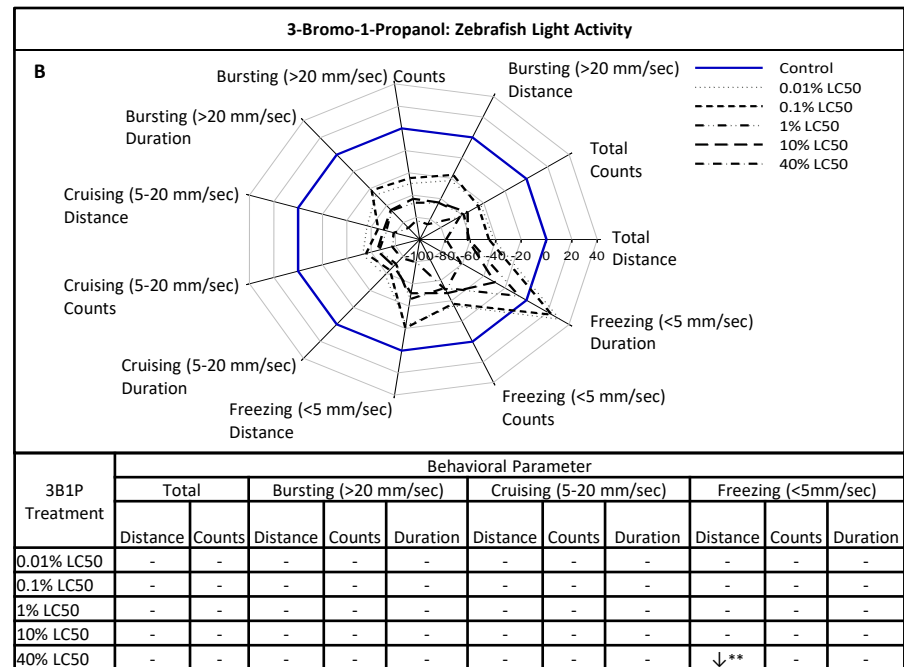 3-Bromo-1-Propanol: Zebrafish Light Activity
B
Bursting (>20 mm/sec) Counts
Bursting (>20 mm/sec)
Distance
Total
Counts
Total
Distance
Freezing (<5 mm/sec)
Duration
Freezing (<5 mm/sec)
Counts
Freezing (<5 mm/sec)
Distance
Cruising (5-20 mm/sec)
Duration
Cruising (5-20 mm/sec)
Counts
Cruising (5-20 mm/sec)
Distance
Bursting (>20 mm/sec)
Duration
-100 -80 -60 -40 -20 0 20 40
Control
0.01% LC50
0.1% LC50
1% LC50
10% LC50
40% LC50
3B1P Treatment Behavioral Parameter
Total Bursting (>20 mm/sec) Cruising (5-20 mm/sec) Freezing (<5mm/sec)
Distance Counts Distance Counts Duration Distance Counts Duration Distance Counts Duration
0.01% LC50 - - - - - - - - - - -
0.1% LC50 - - - - - - - - - - -
1% LC50 - - - - - - - - - - -
10% LC50 - - - - - - - - - - -
40% LC50 - - - - - - - - ↓** - -